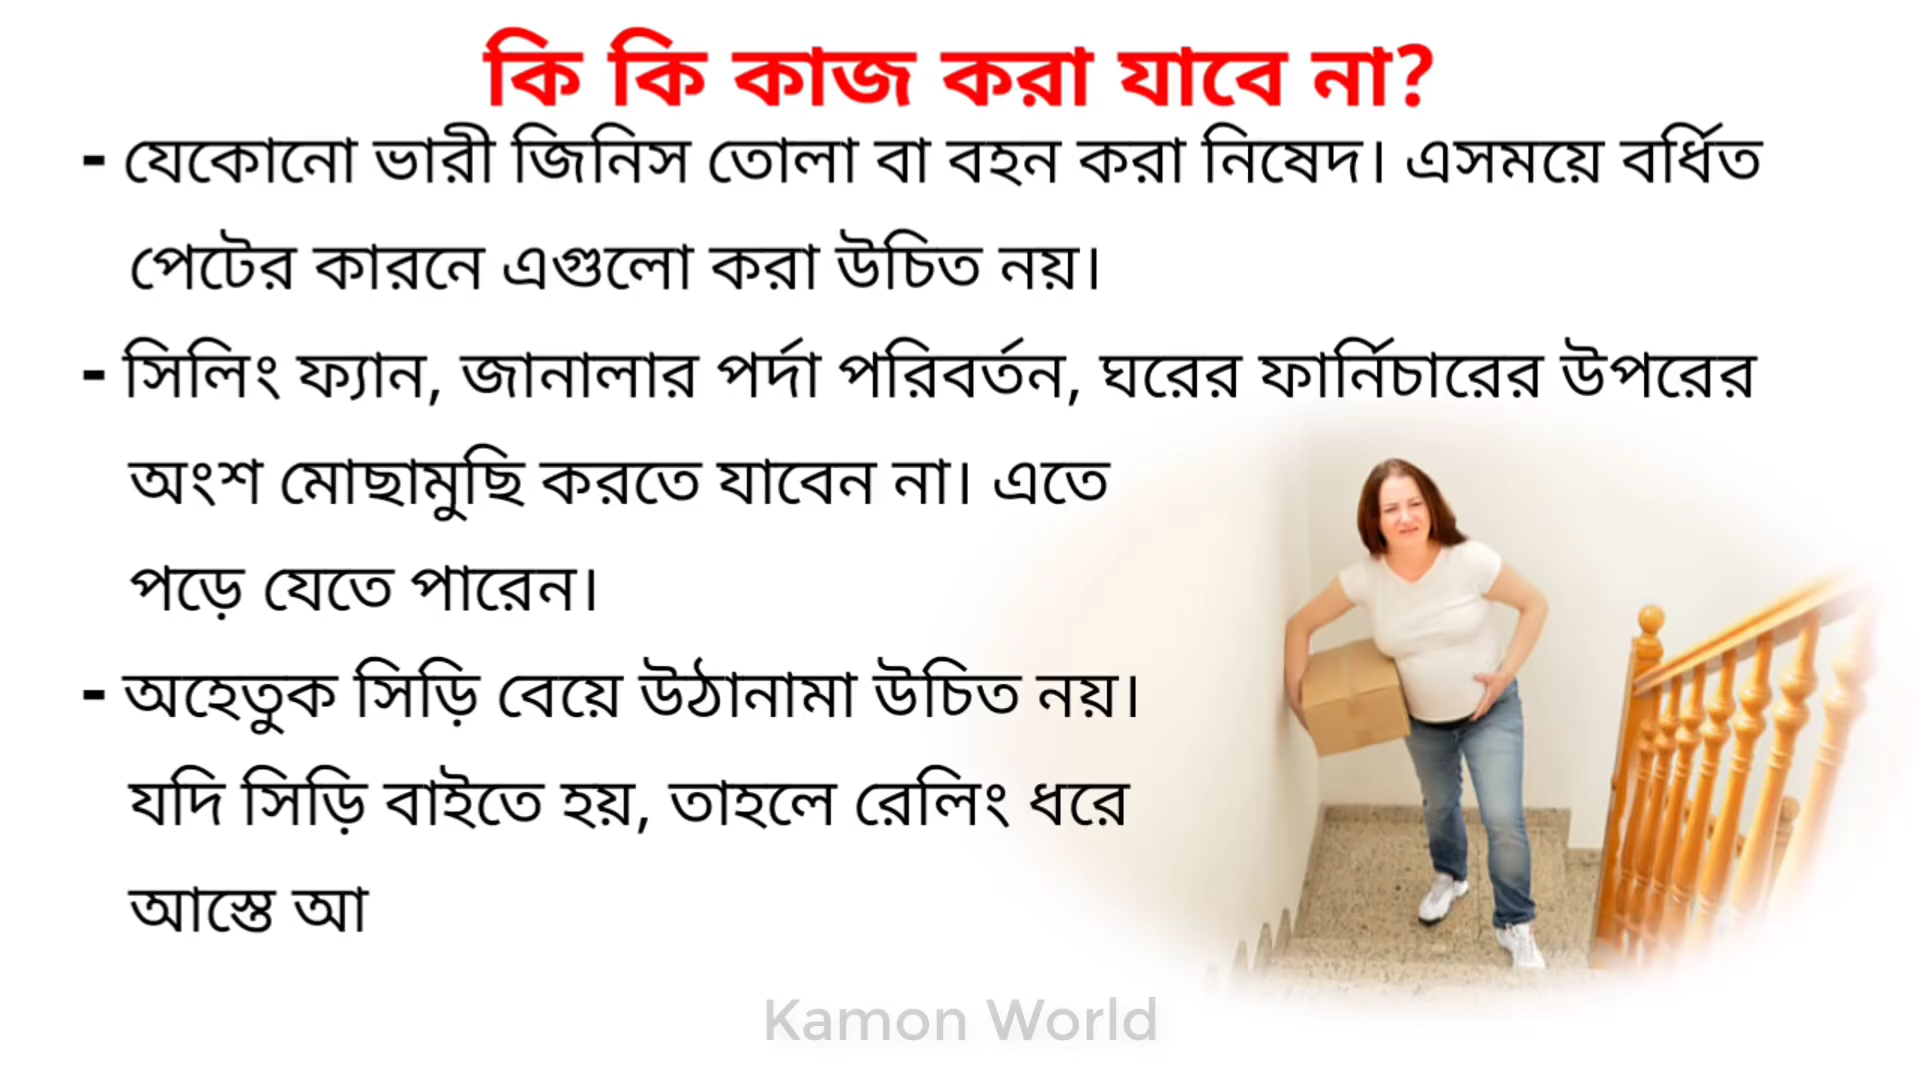 কি কি কাজ করা যাবে না?
- যেকোনো ভারী জিনিস তোলা বা বহন করা নিষেদ। এসময়ে বর্ধিত
পেটের কারনে এগুলো করা উচিত নয়।
- সিলিং ফ্যান, জানালার পর্দা পরিবর্তন, ঘরের ফার্নিচারের উপরের
অংশ মোছামুছি করতে যাবেন না। এতে
পড়ে যেতে পারেন।
- অহেতুক সিড়ি বেয়ে উঠানামা উচিত নয়।
যদি সিড়ি বাইতে হয়, তাহলে রেলিং ধরে
আস্তে আ
Kamon World